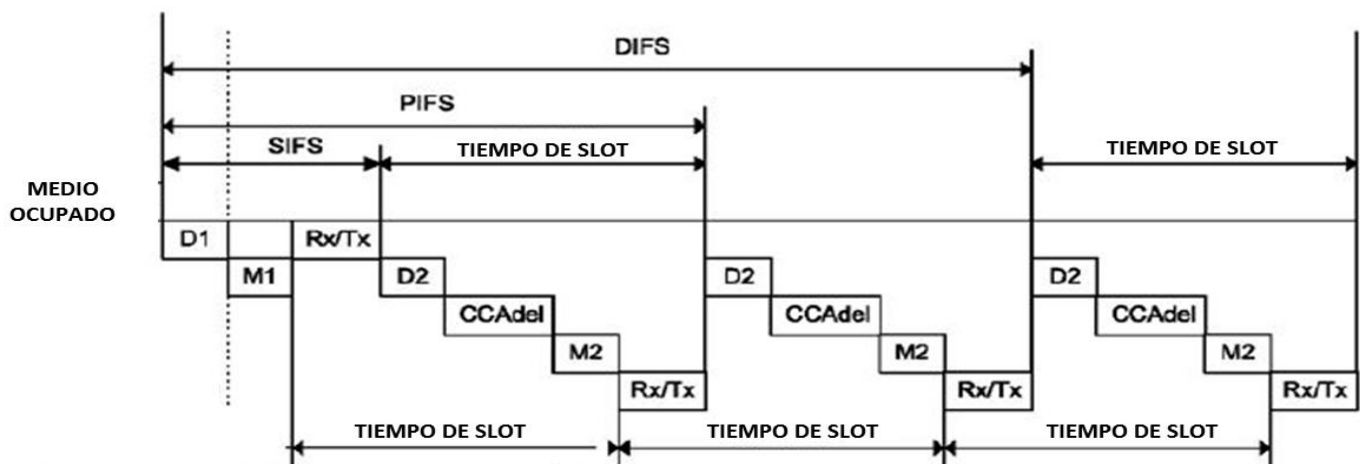 DIFS
PIFS
SIFS
TIEMPO DE SLOT
TIEMPO DE SLOT
MEDIO
OCUPADO
D1
Rx/Tx
M1
D2
D2
D2
CCAdel
CCAdel
CCAdel
M2
M2
M2
Rx/Tx
Rx/Tx
Rx/Tx
TIEMPO DE SLOT
TIEMPO DE SLOT
TIEMPO DE SLOT